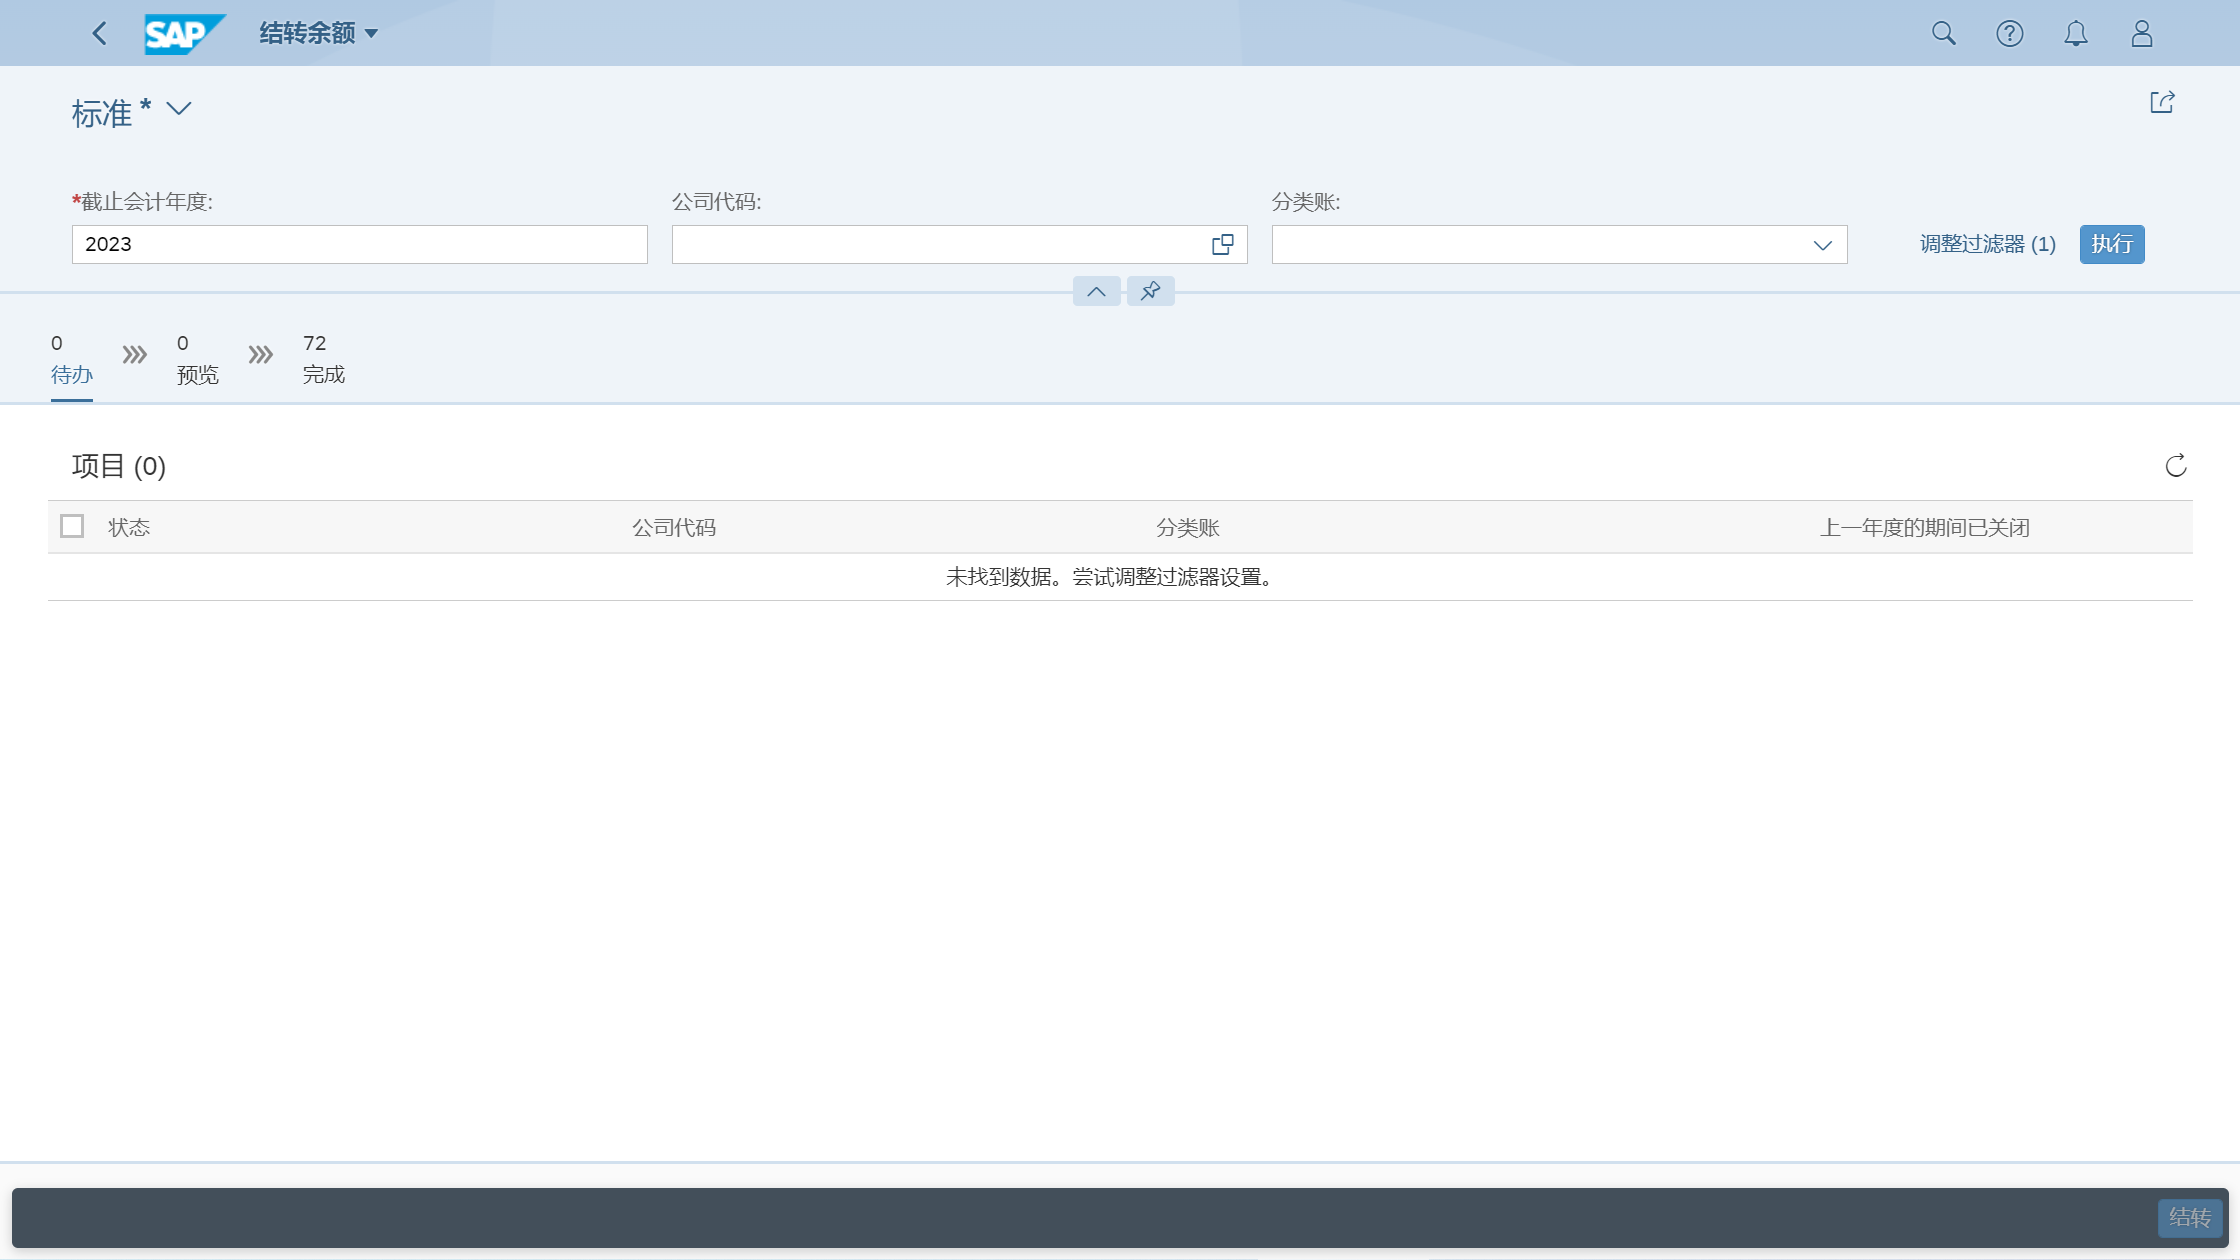 SAP 结转余额
标准 *
*截止会计年度: 公司代码: 分类账:
2023 调整过滤器 (1) 执行
0 0 72
待办 预览 完成
项目 (0)
状态 公司代码 分类账 上一年度的期间已关闭
未找到数据。尝试调整过滤器设置。
结转